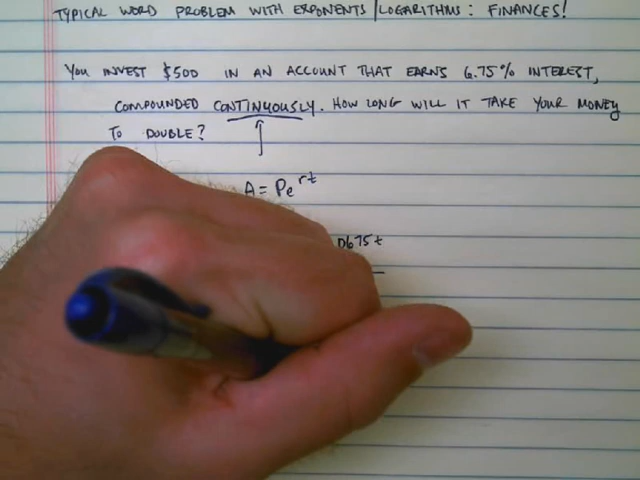 TYPICAL WORD PROBLEM WITH EXPONENTS/LOGARITHMS: FINANCES!
YOU INVEST $500 IN AN ACCOUNT THAT EARNS 6.75% INTEREST,
COMPOUNDED CONTINUOUSLY. HOW LONG WILL IT TAKE YOUR MONEY
TO DOUBLE?
A = Pe^rt
0675t